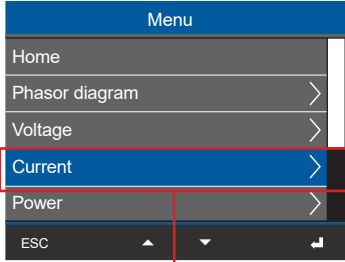 Menu
Home
Phasor diagram
Voltage
Current
Power
ESC